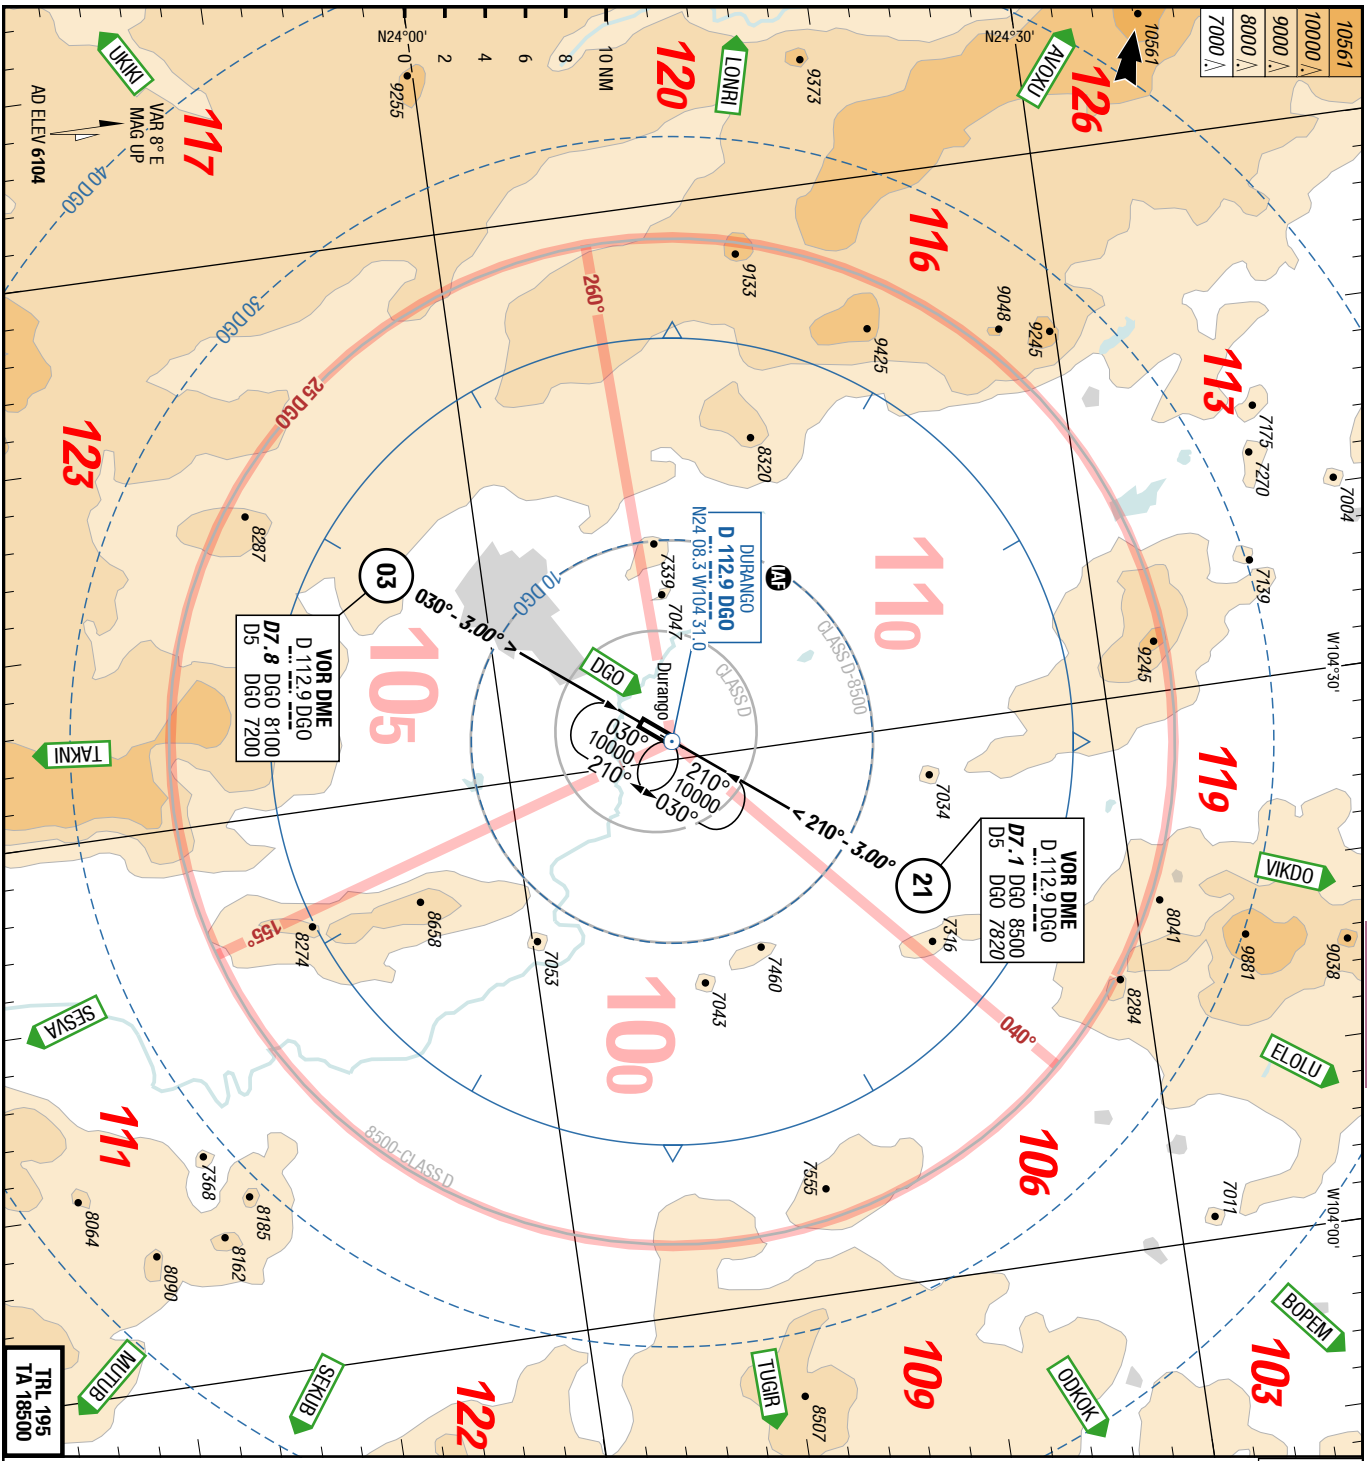 10561
10000
9000
8000
7000
10561
N24°00'
N24°30'
0
2
4
6
8
10 NM
UKIKI
LONRI
AVOXU
120
126
117
116
113
9255
9373
VAR 8° E
MAG UP
AD ELEV 6104
40 DGO
30 DGO
25 DGO
260°
9133
9425
9048
9245
7175
7270
7004
7139
9245
8320
123
8287
03
030° - 3.00° >
10 DGO
7339
7047
DURANGO
D 112.9 DGO
N24 08.3 W104 31.0
IAF
110
CLASS D-8500
CLASS D
W104°30'
105
VOR DME
D 112.9 DGO
D7.8 DGO 8100
D5 DGO 7200
DGO
Durango
030°
10000
210°
210°
10000
030°
TAKNI
7034
119
< 210° - 3.00°
21
VOR DME
D 112.9 DGO
D7.1 DGO 8500
D5 DGO 7820
VIKDO
8041
9881
9038
8284
7316
7460
7043
7053
8658
8274
155°
040°
100
SESVA
ELOLU
111
8500-CLASS D
106
7555
7011
W104°00'
7368
8185
8162
8064
8090
BOPEM
MUTUB
SEKUB
TUGIR
ODKOK
122
109
103
8507
TRL 195
TA 18500